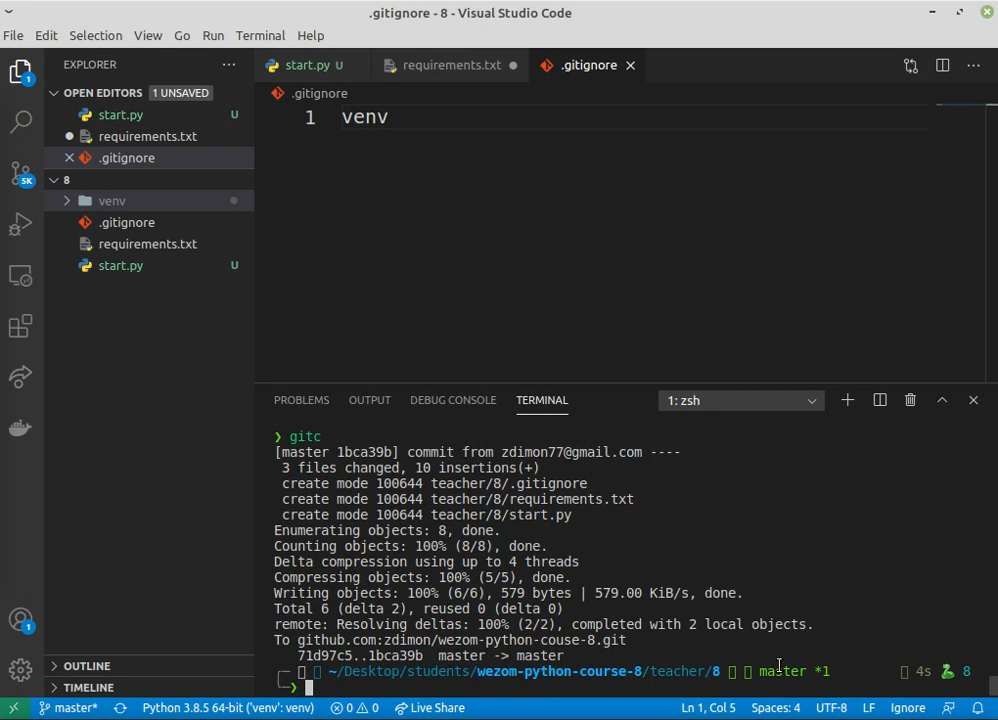 .gitignore - 8 - Visual Studio Code
File Edit Selection View Go Run Terminal Help
EXPLORER
start.py U
requirements.txt
.gitignore
OPEN EDITORS 1 UNSAVED
.gitignore
start.py U
1 venv
requirements.txt
.gitignore
8
venv
.gitignore
requirements.txt
start.py U
1
5K
PROBLEMS OUTPUT DEBUG CONSOLE TERMINAL
1: zsh
❯ gitc
[master 1bca39b] commit from zdimon77@gmail.com ----
3 files changed, 10 insertions(+)
create mode 100644 teacher/8/.gitignore
create mode 100644 teacher/8/requirements.txt
create mode 100644 teacher/8/start.py
Enumerating objects: 8, done.
Counting objects: 100% (8/8), done.
Delta compression using up to 4 threads
Compressing objects: 100% (5/5), done.
Writing objects: 100% (6/6), 579 bytes | 579.00 KiB/s, done.
Total 6 (delta 2), reused 0 (delta 0)
remote: Resolving deltas: 100% (2/2), completed with 2 local objects.
To github.com:zdimon/wezom-python-couse-8.git
71d97c5..1bca39b master -> master
~/Desktop/students/wezom-python-course-8/teacher/8 master *1 4s 8
1
OUTLINE
TIMELINE
master* Python 3.8.5 64-bit ('venv': venv) 0 0 Live Share Ln 1, Col 5 Spaces: 4 UTF-8 LF Ignore